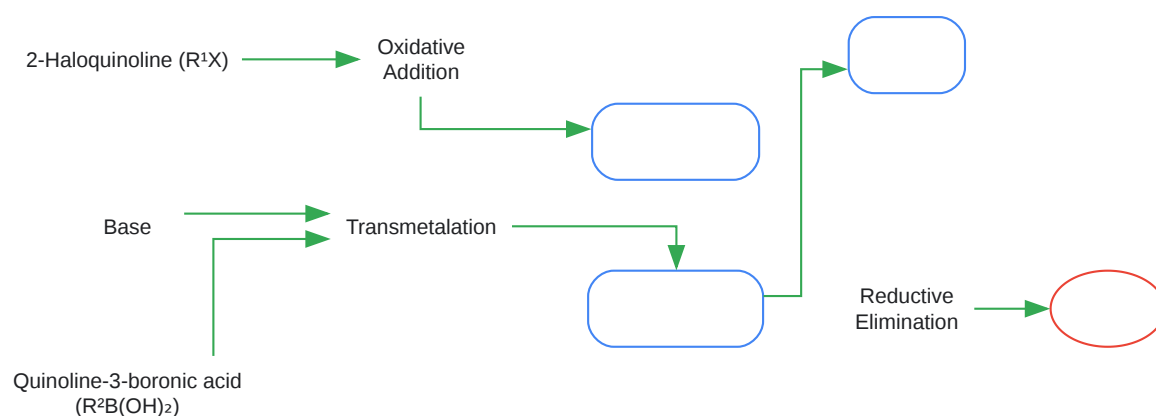 2-Haloquinoline (R¹X)
Oxidative
Addition
Base
Transmetalation
Reductive
Elimination
Quinoline-3-boronic acid
(R²B(OH)₂)